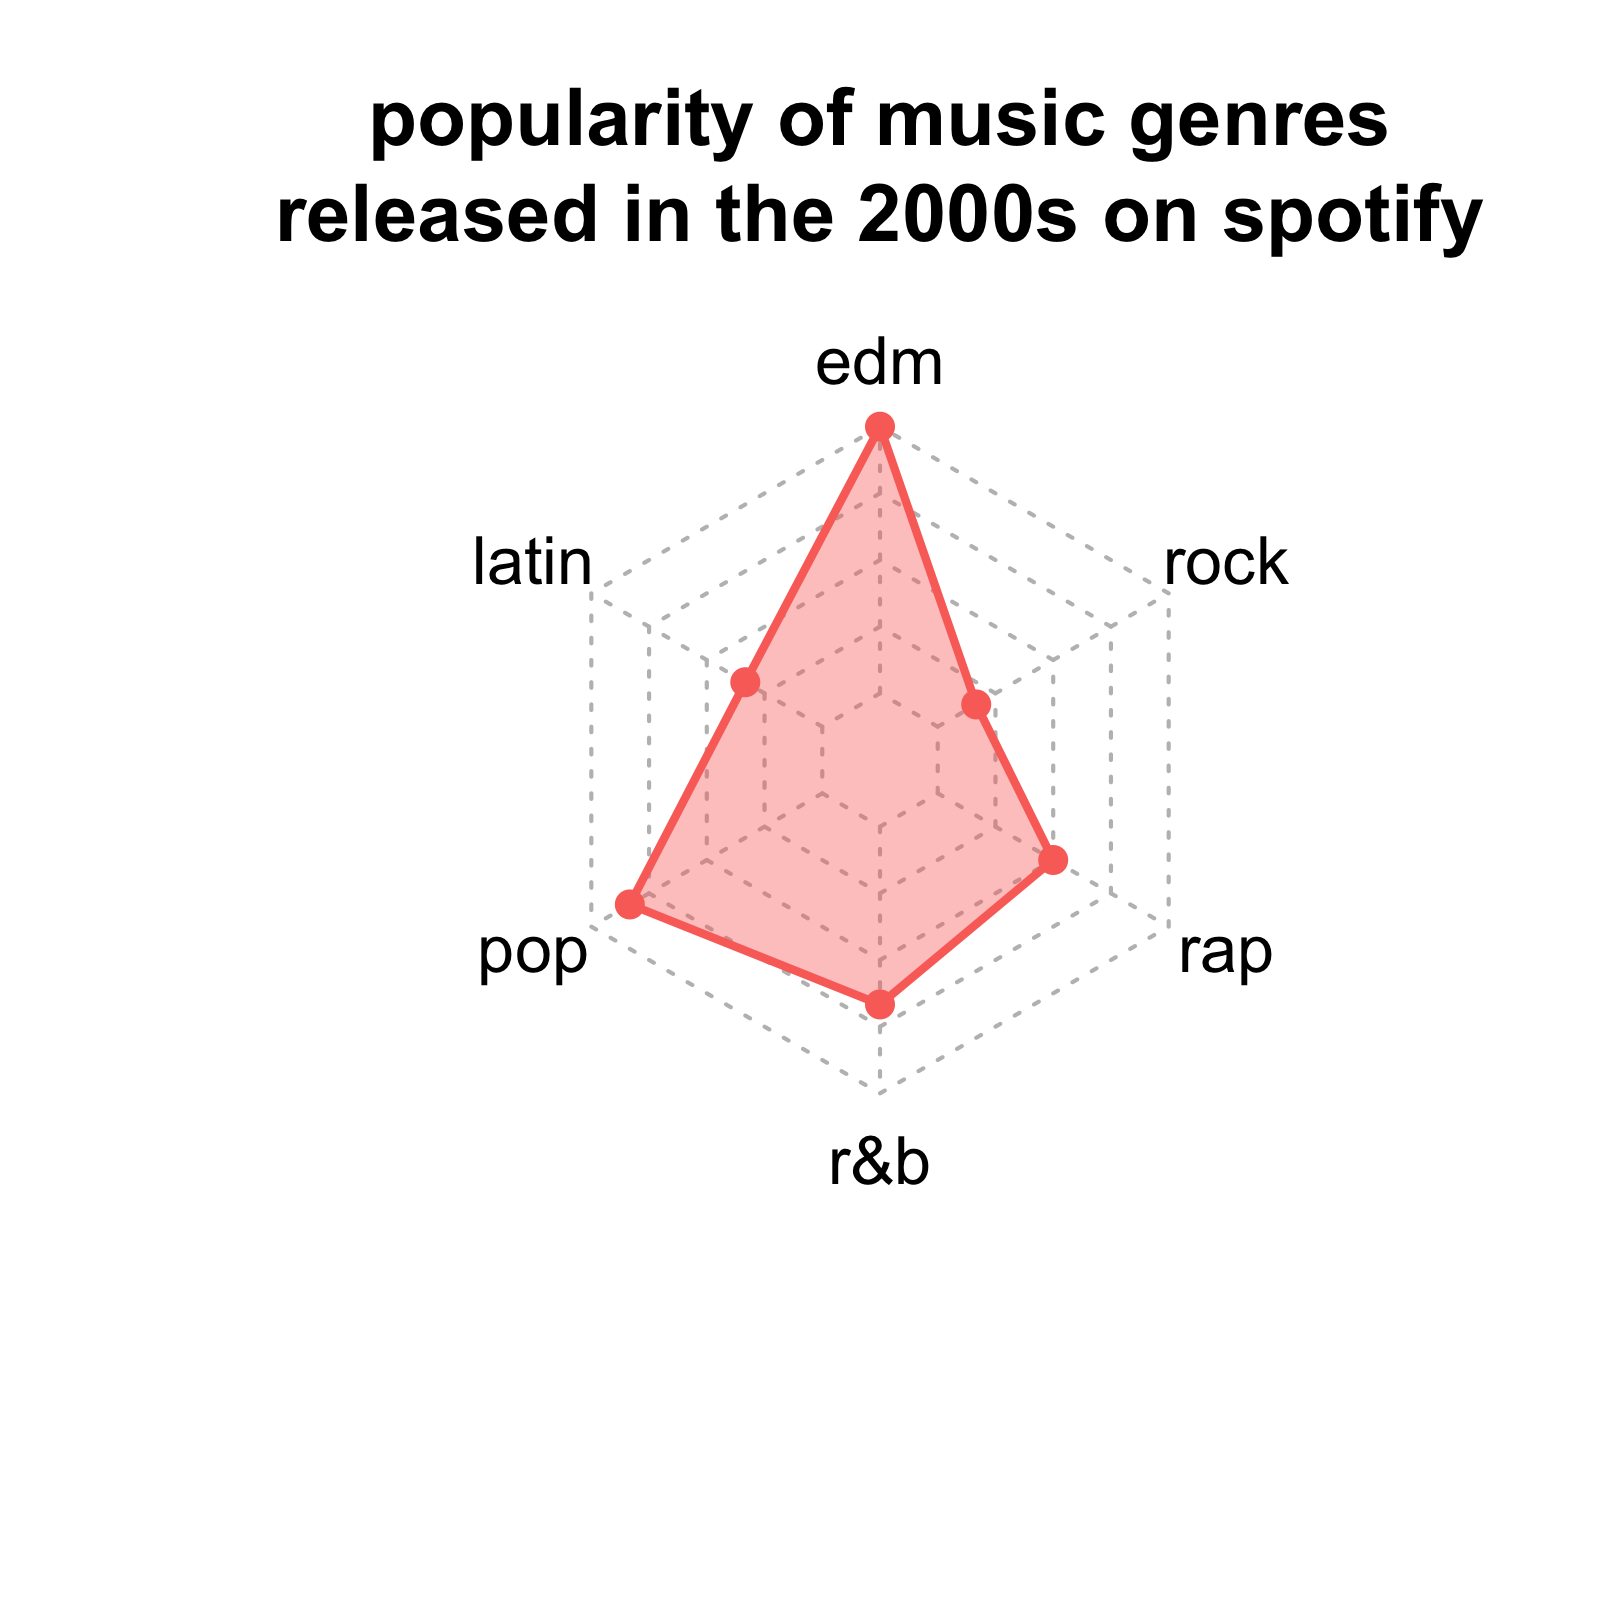 popularity of music genres
released in the 2000s on spotify
edm
latin
rock
pop
rap
r&b